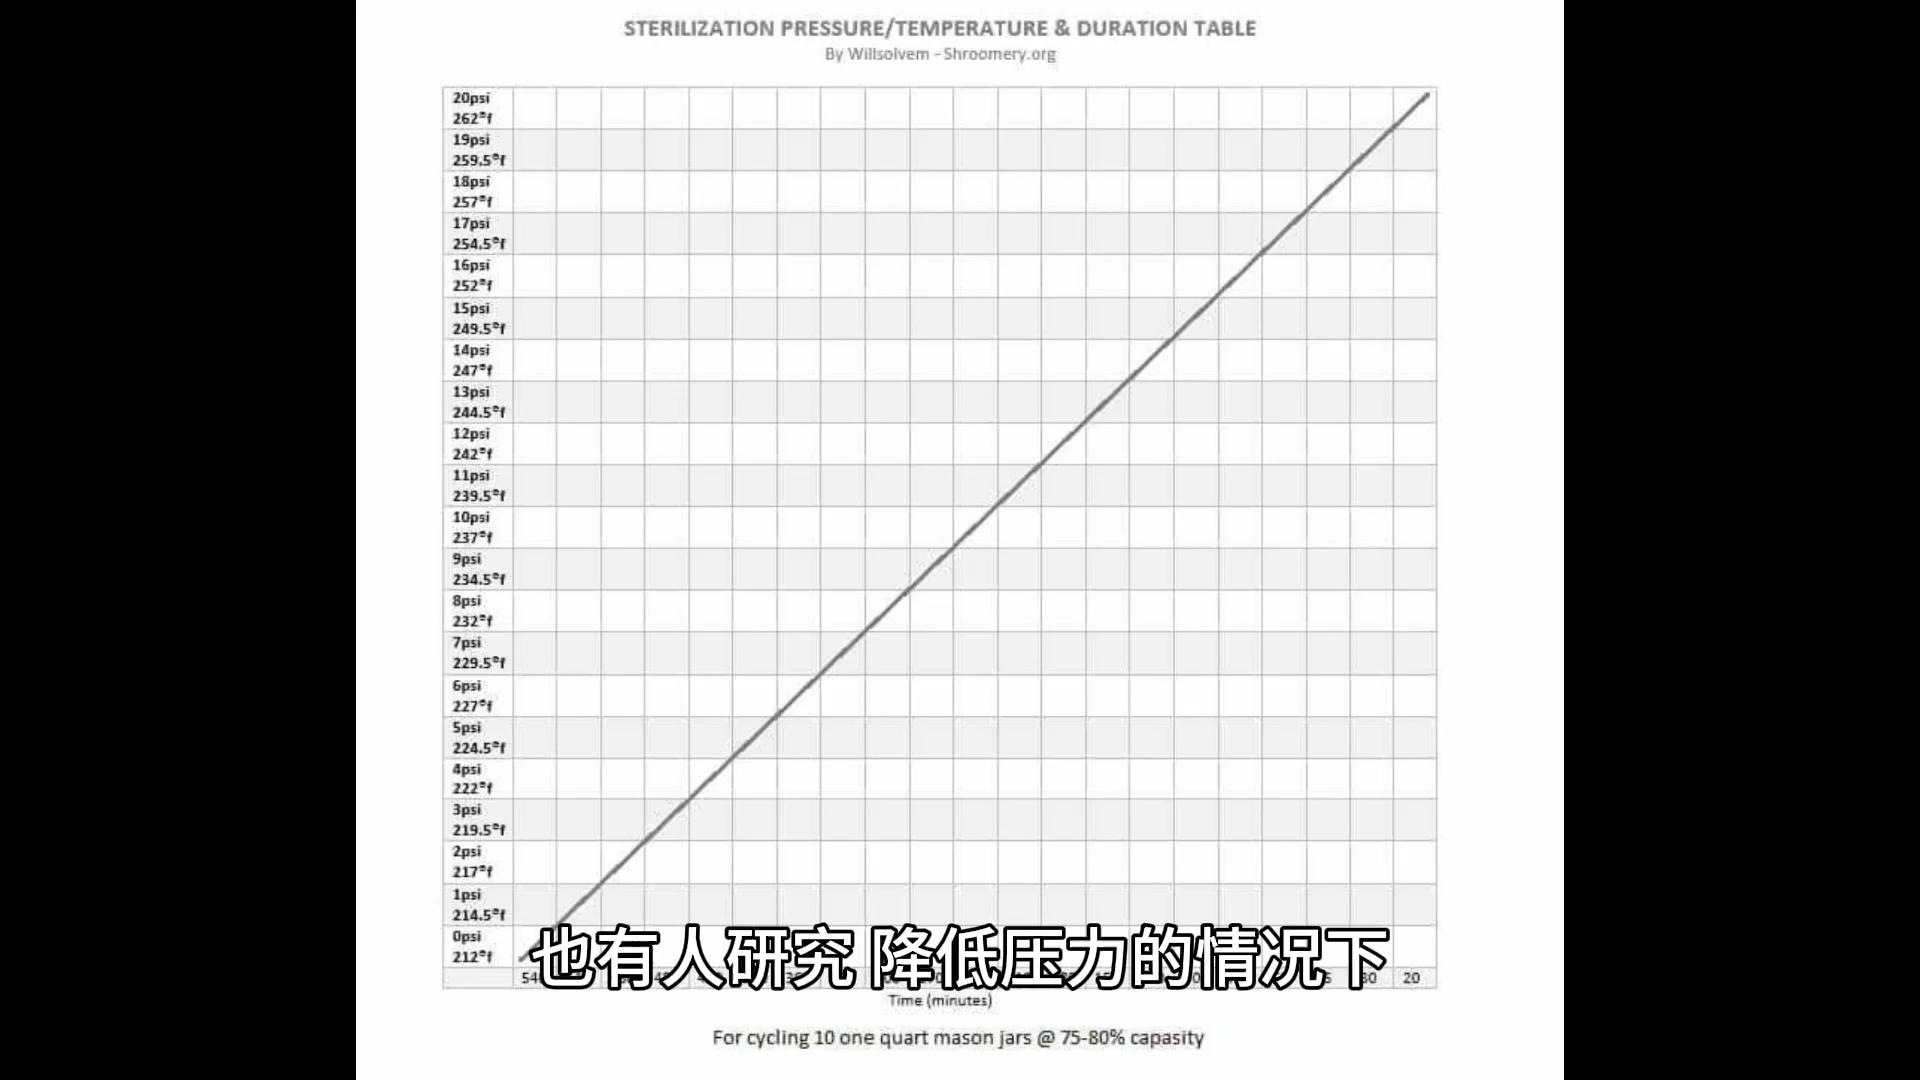 STERILIZATION PRESSURE/TEMPERATURE & DURATION TABLE
By Willsolvem - Shroomery.org
20psi
262°f
19psi
259.5°f
18psi
257°f
17psi
254.5°f
16psi
252°f
15psi
249.5°f
14psi
247°f
13psi
244.5°f
12psi
242°f
11psi
239.5°f
10psi
237°f
9psi
234.5°f
8psi
232°f
7psi
229.5°f
6psi
227°f
5psi
224.5°f
4psi
222°f
3psi
219.5°f
2psi
217°f
1psi
214.5°f
0psi
212°f
也有人研究 降低压力的情况下
20
Time (minutes)
For cycling 10 one quart mason jars @ 75-80% capasity